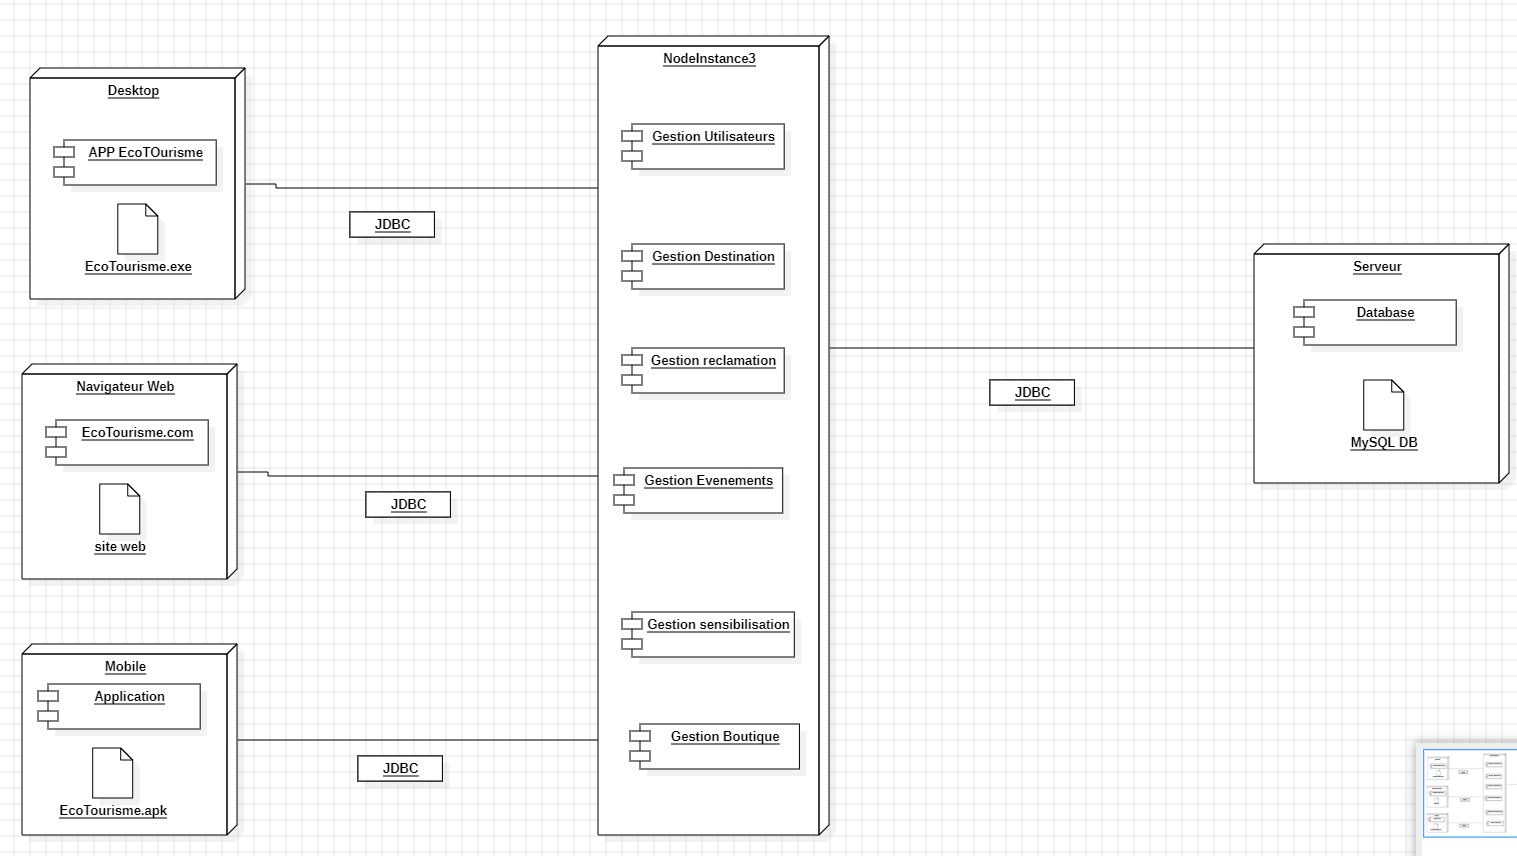 Desktop
APP EcoTOurisme
EcoTourisme.exe
JDBC
Navigateur Web
EcoTourisme.com
site web
JDBC
Mobile
Application
EcoTourisme.apk
JDBC
NodeInstance3
Gestion Utilisateurs
Gestion Destination
Gestion reclamation
Gestion Evenements
Gestion sensibilisation
Gestion Boutique
JDBC
Serveur
Database
MySQL DB